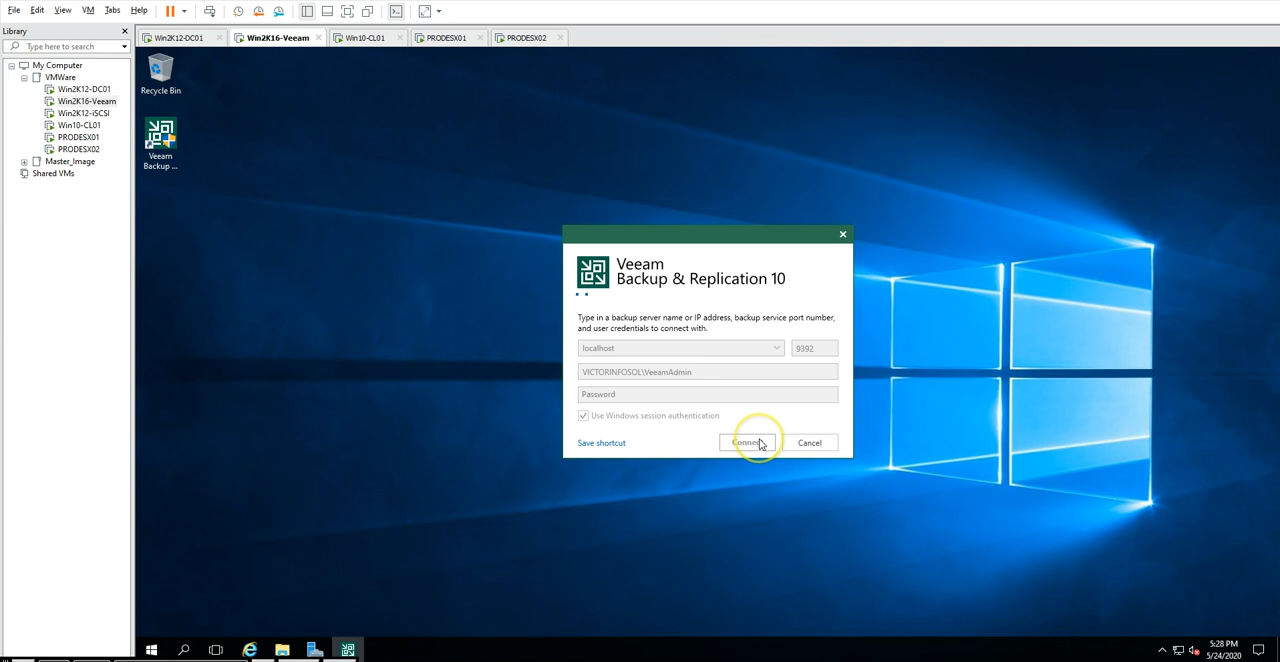 File Edit View VM Tabs Help
Library
Type here to search
My Computer
VMWare
Win2K12-DC01
Win2K16-Veeam
Win2K12-iSCSI
Win10-CL01
PRODESX01
PRODESX02
Master_Image
Shared VMs
Win2K12-DC01 Win2K16-Veeam Win10-CL01 PRODESX01 PRODESX02
Recycle Bin
Veeam
Backup ...
Veeam
Backup & Replication 10
Type in a backup server name or IP address, backup service port number,
and user credentials to connect with.
localhost 9392
VICTORINFOSOL\VeeamAdmin
Password
Use Windows session authentication
Save shortcut Connect Cancel
5:28 PM
5/24/2020